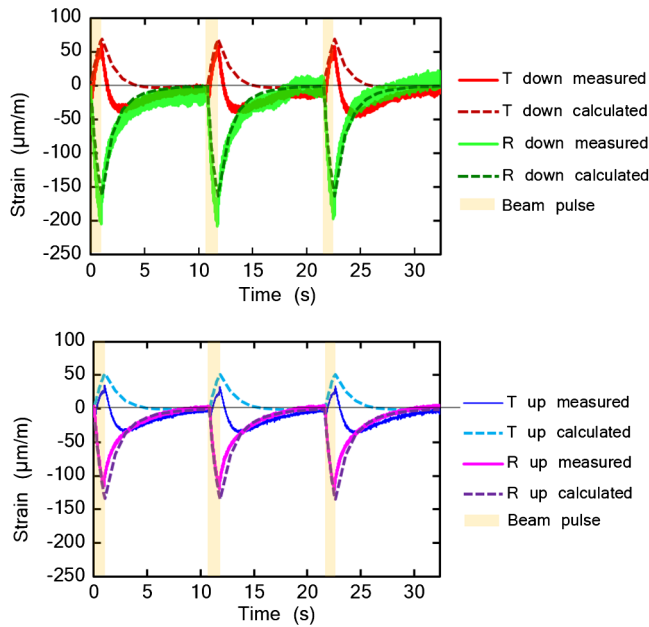 100
50
0
-50
-100
-150
-200
-250
Strain (μm/m)
0 5 10 15 20 25 30
Time (s)
T down measured
T down calculated
R down measured
R down calculated
Beam pulse
100
50
0
-50
-100
-150
-200
-250
Strain (μm/m)
0 5 10 15 20 25 30
Time (s)
T up measured
T up calculated
R up measured
R up calculated
Beam pulse